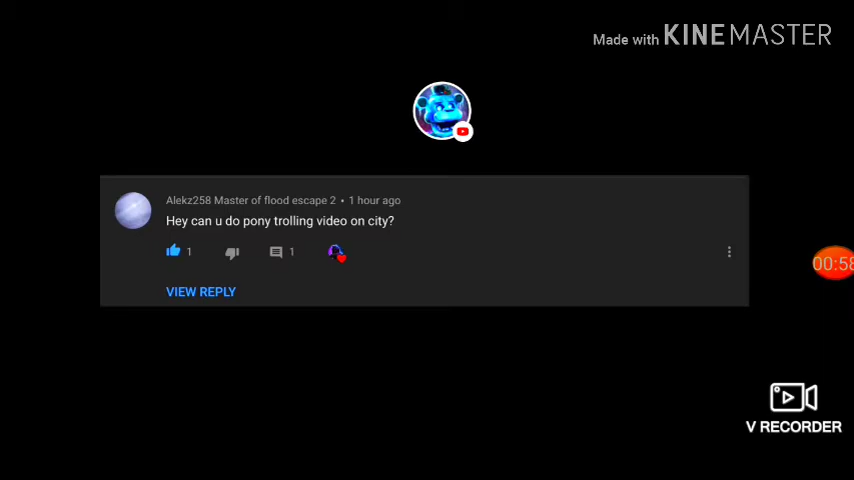 Made with KINEMASTER
Alekz258 Master of flood escape 2 • 1 hour ago
Hey can u do pony trolling video on city?
1 1
VIEW REPLY
00:58
V RECORDER